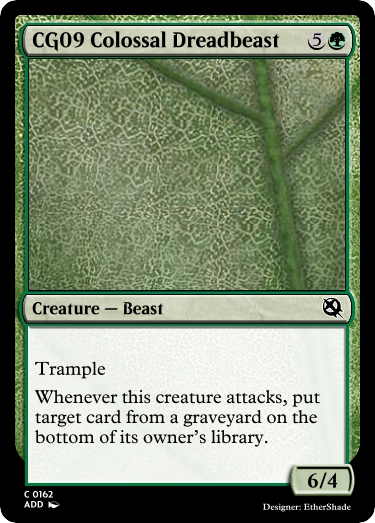 CG09 Colossal Dreadbeast 5
Creature — Beast
Trample
Whenever this creature attacks, put
target card from a graveyard on the
bottom of its owner's library.
6/4
C 0162
ADD
Designer: EtherShade